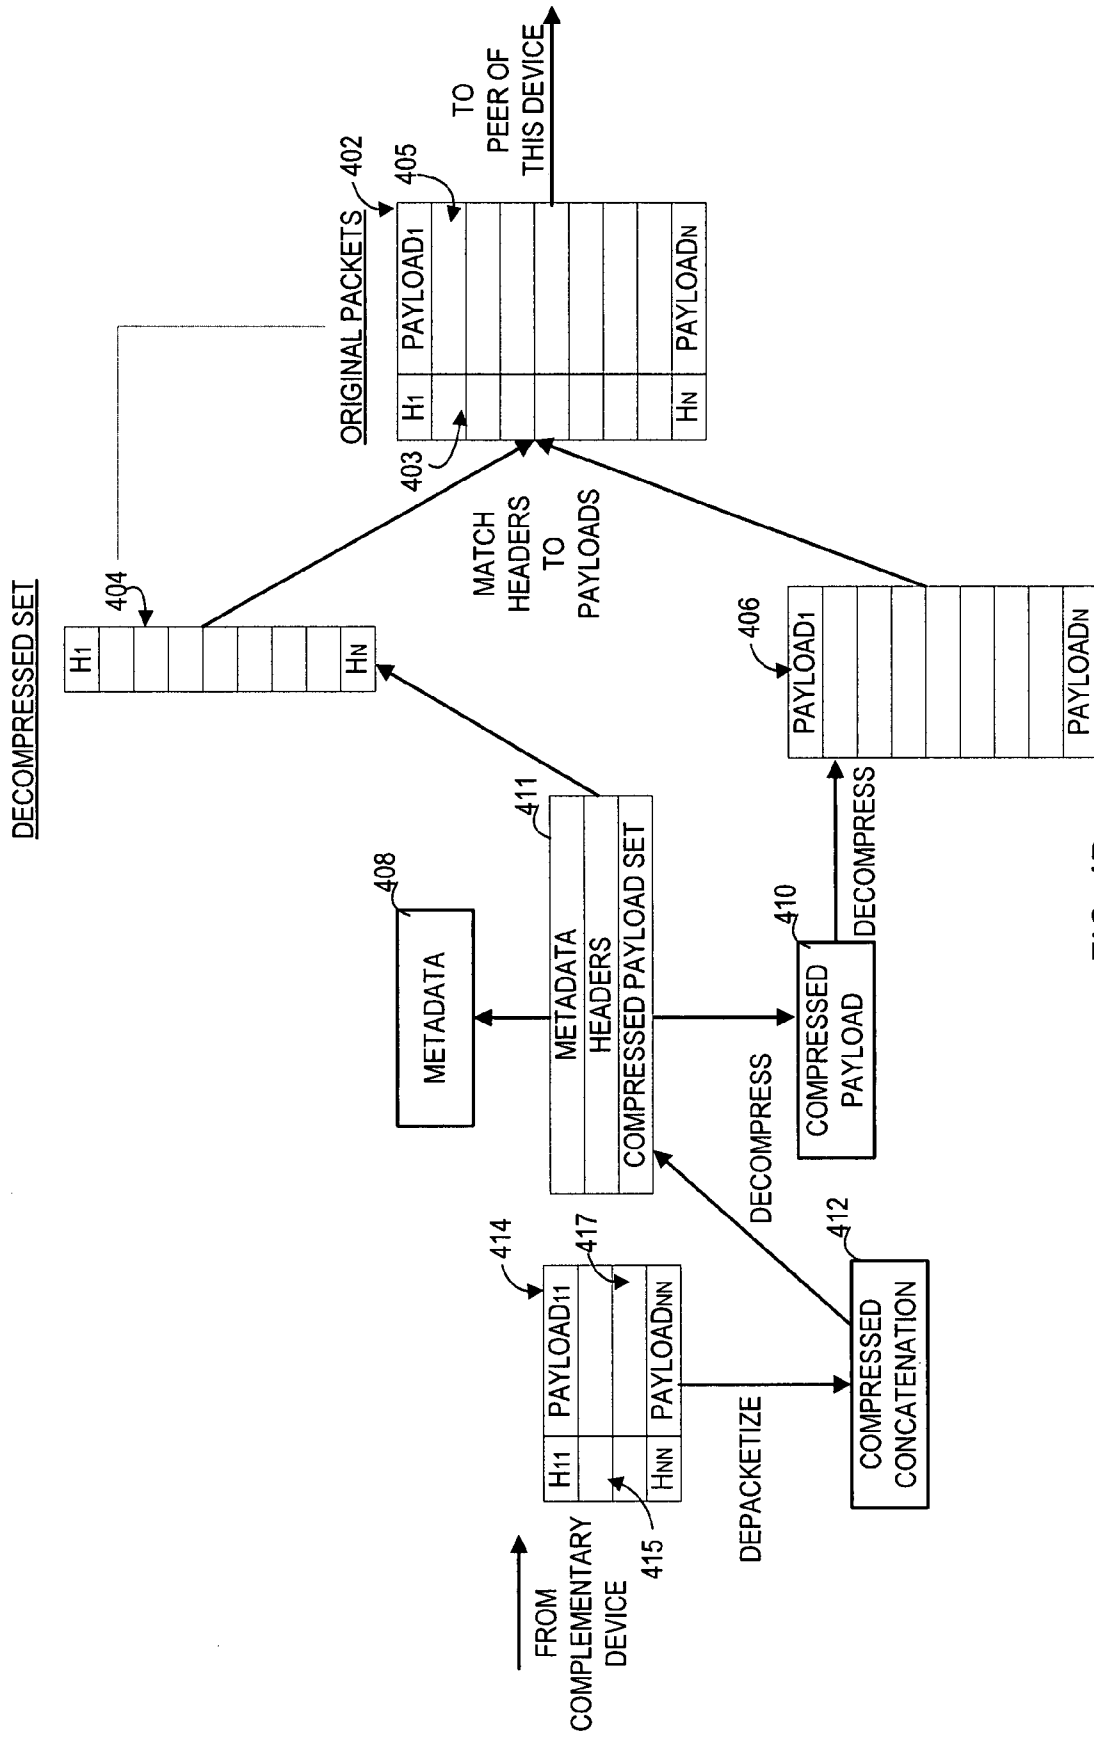 DECOMPRESSED SET
404
H1
HN
ORIGINAL PACKETS
402
405
403
H1
PAYLOAD1
HN
PAYLOADN
TO
PEER OF
THIS DEVICE
MATCH
HEADERS
TO
PAYLOADS
408
METADATA
411
METADATA
HEADERS
COMPRESSED PAYLOAD SET
406
PAYLOAD1
PAYLOADN
DECOMPRESS
410
COMPRESSED
PAYLOAD
DECOMPRESS
414
417
415
H11
PAYLOAD11
HNN
PAYLOADNN
FROM
COMPLEMENTARY
DEVICE
DEPACKETIZE
412
COMPRESSED
CONCATENATION